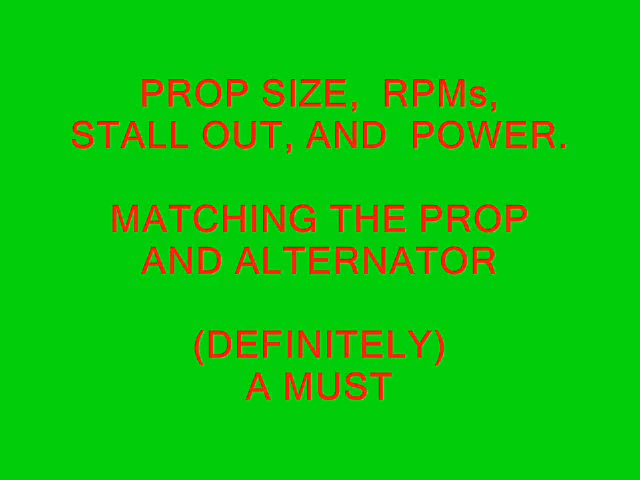 PROP SIZE,  RPMs,
STALL OUT, AND  POWER.
MATCHING THE PROP
AND ALTERNATOR
(DEFINITELY)
A MUST